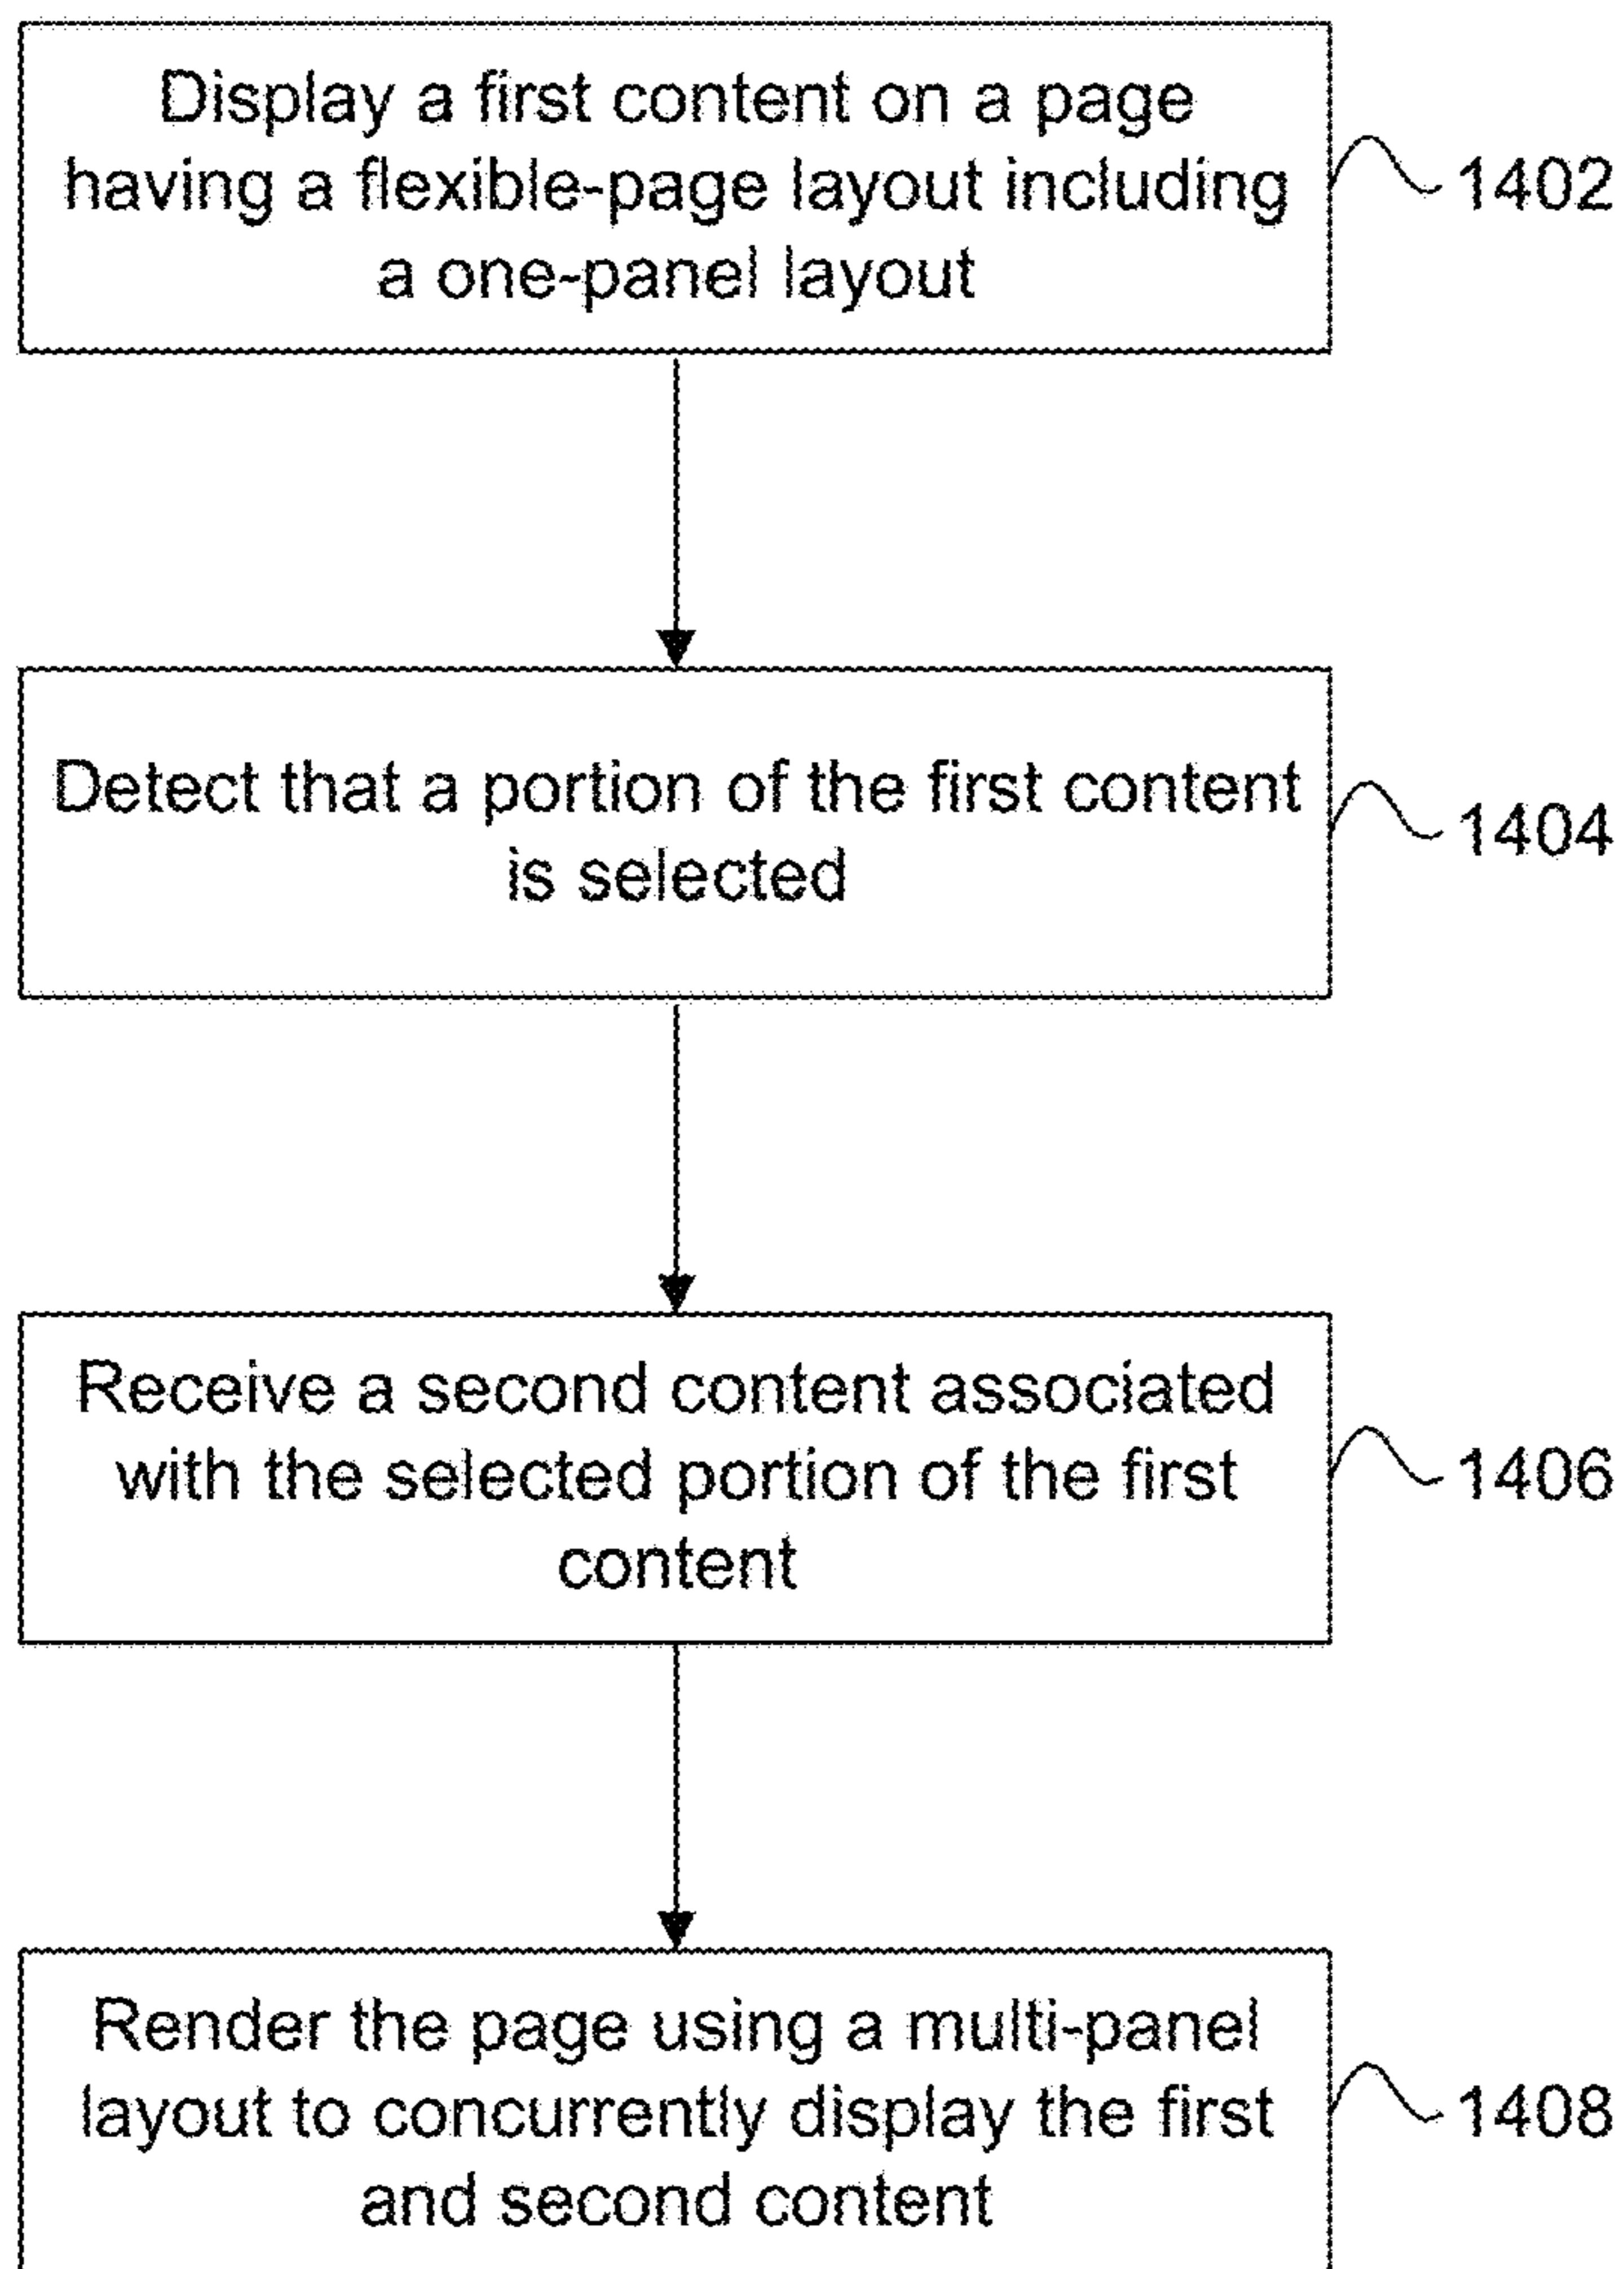 Display a first content on a page
having a flexible-page layout including
a one-panel layout
1402
Detect that a portion of the first content
is selected
1404
Receive a second content associated
with the selected portion of the first
content
1406
Render the page using a multi-panel
layout to concurrently display the first
and second content
1408